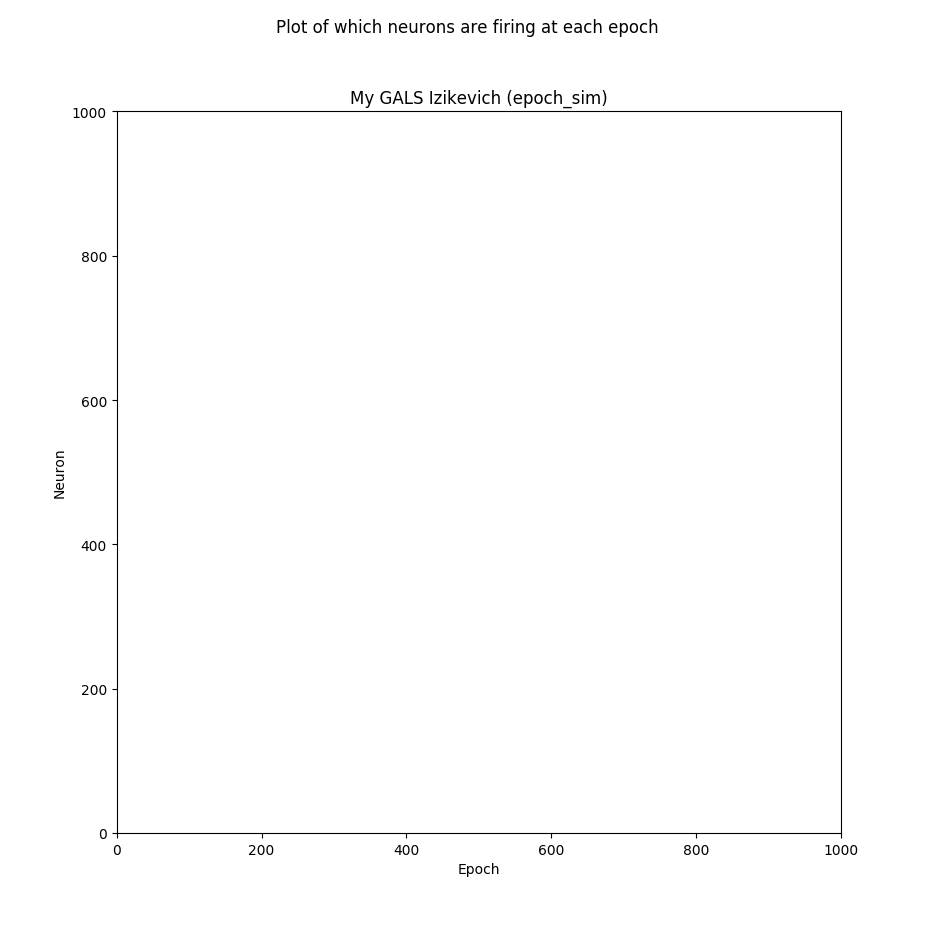 Plot of which neurons are firing at each epoch
My GALS Izikevich (epoch_sim)
1000
800
600
400
200
0
Neuron
0 200 400 600 800 1000
Epoch